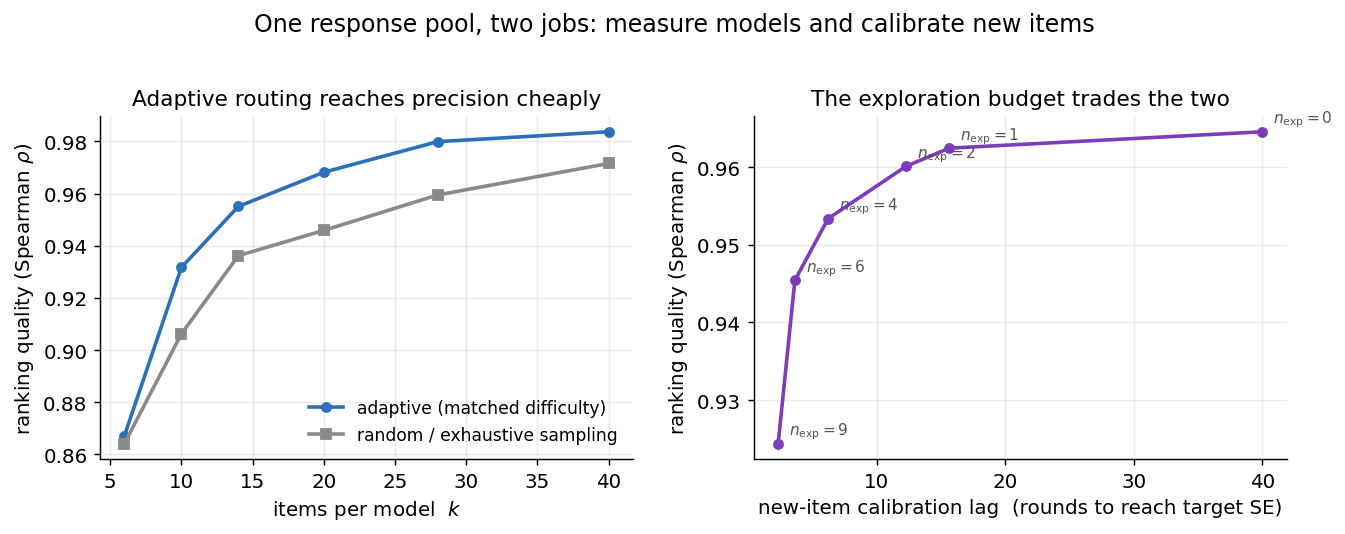 One response pool, two jobs: measure models and calibrate new items
Adaptive routing reaches precision cheaply
ranking quality (Spearman ρ)
0.98
0.96
0.94
0.92
0.90
0.88
0.86
5
10
15
20
25
30
35
40
items per model k
adaptive (matched difficulty)
random / exhaustive sampling
The exploration budget trades the two
ranking quality (Spearman ρ)
0.96
0.95
0.94
0.93
10
20
30
40
new-item calibration lag (rounds to reach target SE)
n_exp = 0
n_exp = 1
n_exp = 2
n_exp = 4
n_exp = 6
n_exp = 9